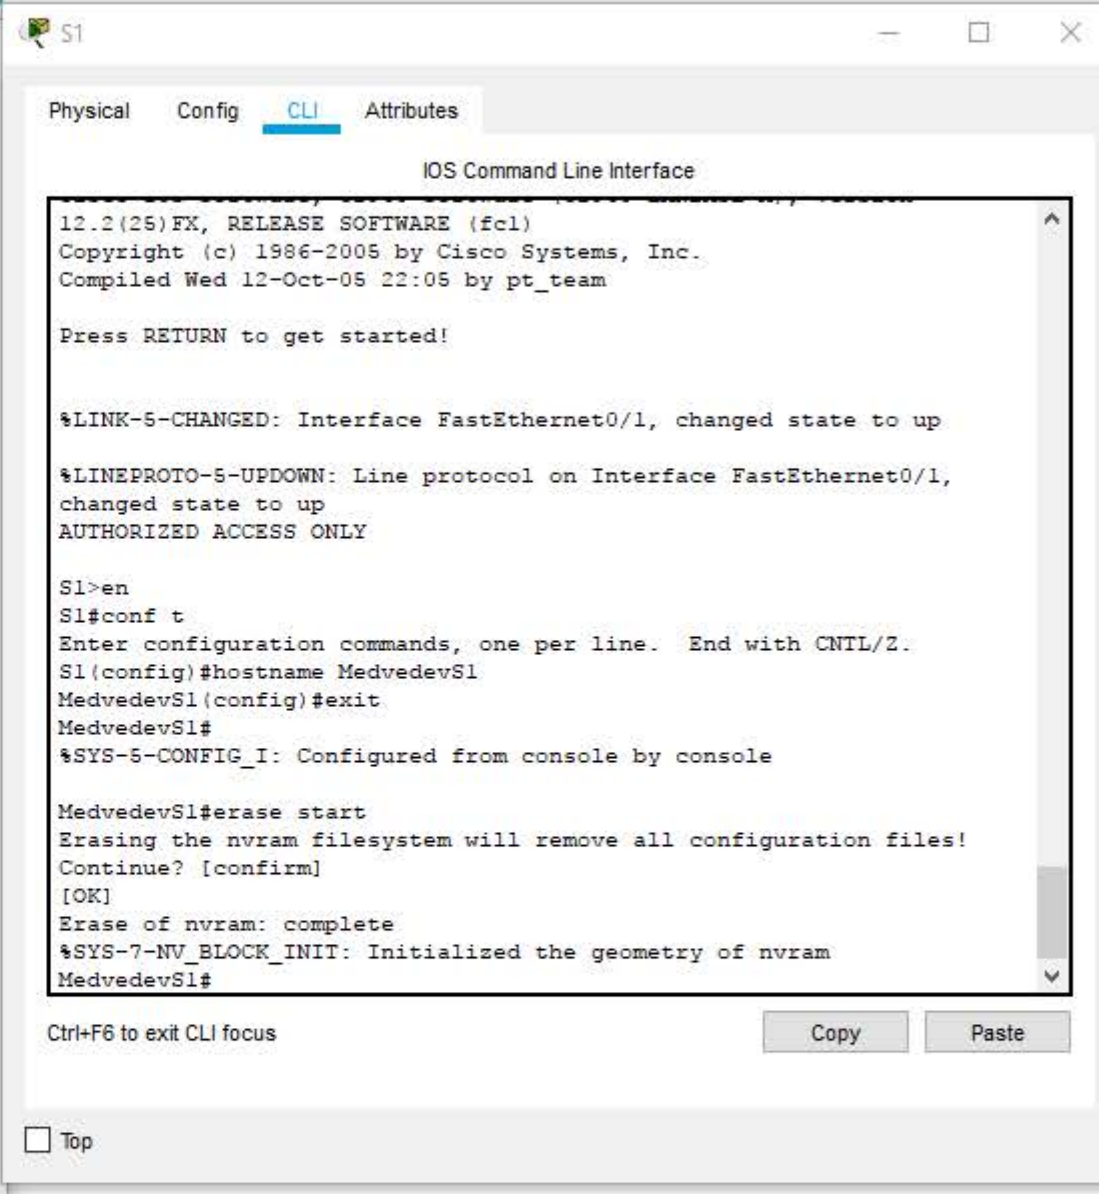 S1
Physical Config CLI Attributes
IOS Command Line Interface
12.2(25)FX, RELEASE SOFTWARE (fc1)
Copyright (c) 1986-2005 by Cisco Systems, Inc.
Compiled Wed 12-Oct-05 22:05 by pt_team
Press RETURN to get started!
%LINK-5-CHANGED: Interface FastEthernet0/1, changed state to up
%LINEPROTO-5-UPDOWN: Line protocol on Interface FastEthernet0/1,
changed state to up
AUTHORIZED ACCESS ONLY
S1>en
S1#conf t
Enter configuration commands, one per line.  End with CNTL/Z.
S1(config)#hostname MedvedevS1
MedvedevS1(config)#exit
MedvedevS1#
%SYS-5-CONFIG_I: Configured from console by console
MedvedevS1#erase start
Erasing the nvram filesystem will remove all configuration files!
Continue? [confirm]
[OK]
Erase of nvram: complete
%SYS-7-NV_BLOCK_INIT: Initialized the geometry of nvram
MedvedevS1#
Ctrl+F6 to exit CLI focus
Copy Paste
Top